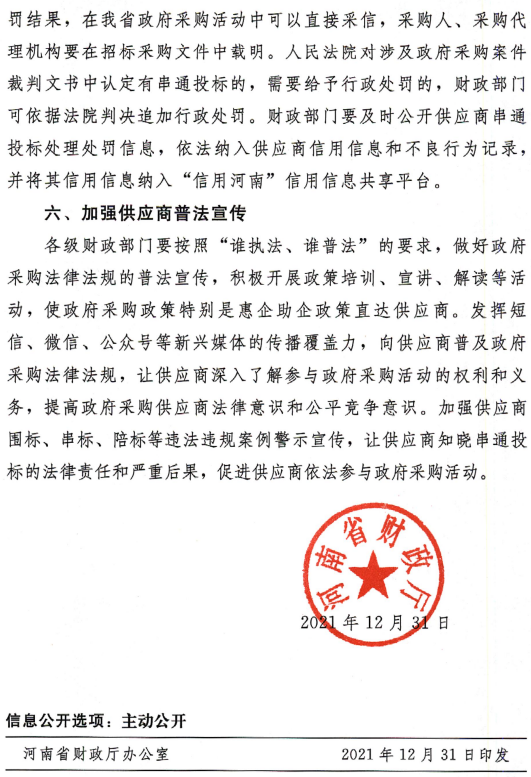 罚结果，在我省政府采购活动中可以直接采信，采购人、采购代
理机构要在招标采购文件中载明。人民法院对涉及政府采购案件
裁判文书中认定有串通投标的，需要给予行政处罚的，财政部门
可依据法院判决追加行政处罚。财政部门要及时公开供应商串通
投标处理处罚信息，依法纳入供应商信用信息和不良行为记录，
并将其信用信息纳入“信用河南”信用信息共享平台。
六、加强供应商普法宣传
各级财政部门要按照“谁执法、谁普法”的要求，做好政府
采购法律法规的普法宣传，积极开展政策培训、宣讲、解读等活
动，使政府采购政策特别是惠企助企政策直达供应商。发挥短
信、微信、公众号等新兴媒体的传播覆盖力，向供应商普及政府
采购法律法规，让供应商深入了解参与政府采购活动的权利和义
务，提高政府采购供应商法律意识和公平竞争意识。加强供应商
围标、串标、陪标等违法违规案例警示宣传，让供应商知晓串通投
标的法律责任和严重后果，促进供应商依法参与政府采购活动。
河南省财政厅
2021年12月31日
信息公开选项：主动公开
河南省财政厅办公室 2021年12月31日印发